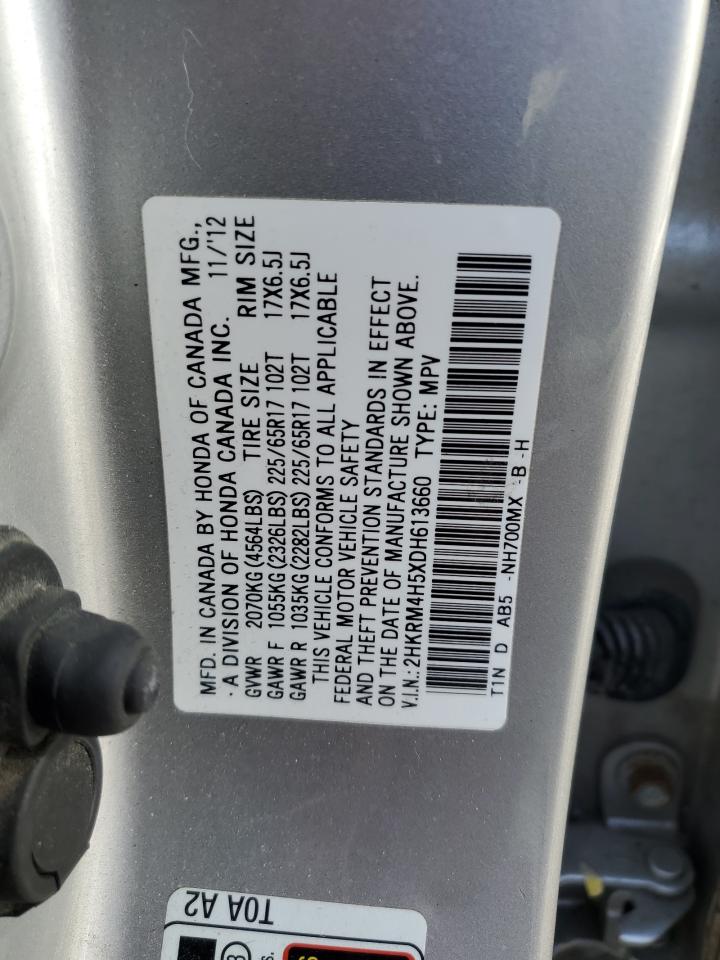 MFD. IN CANADA BY HONDA OF CANADA MFG.,
· A DIVISION OF HONDA CANADA INC. 11/'12
GVWR 2070KG(4564LBS) TIRE SIZE RIM SIZE
GAWR F 1055KG(2326LBS) 225/65R17 102T 17X6.5J
GAWR R 1035KG(2282LBS) 225/65R17 102T 17X6.5J
THIS VEHICLE CONFORMS TO ALL APPLICABLE
FEDERAL MOTOR VEHICLE SAFETY
AND THEFT PREVENTION STANDARDS IN EFFECT
ON THE DATE OF MANUFACTURE SHOWN ABOVE.
V.I.N.:2HKRM4H5XDH613660 TYPE: MPV
TIN D AB5 -NH700MX -B -H
T0A A2